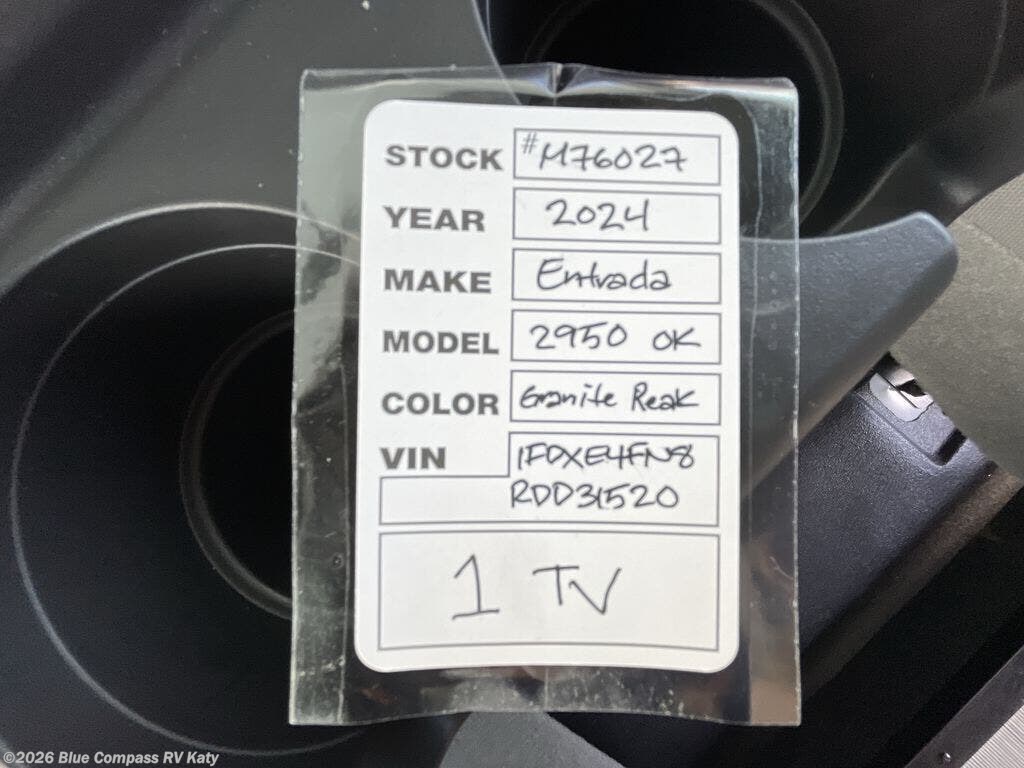 STOCK #M76027
YEAR 2024
MAKE Entrada
MODEL 2950 OK
COLOR Granite Reak
VIN 1FDXE4FN8
RDD31520
1 TV
©2026 Blue Compass RV Katy